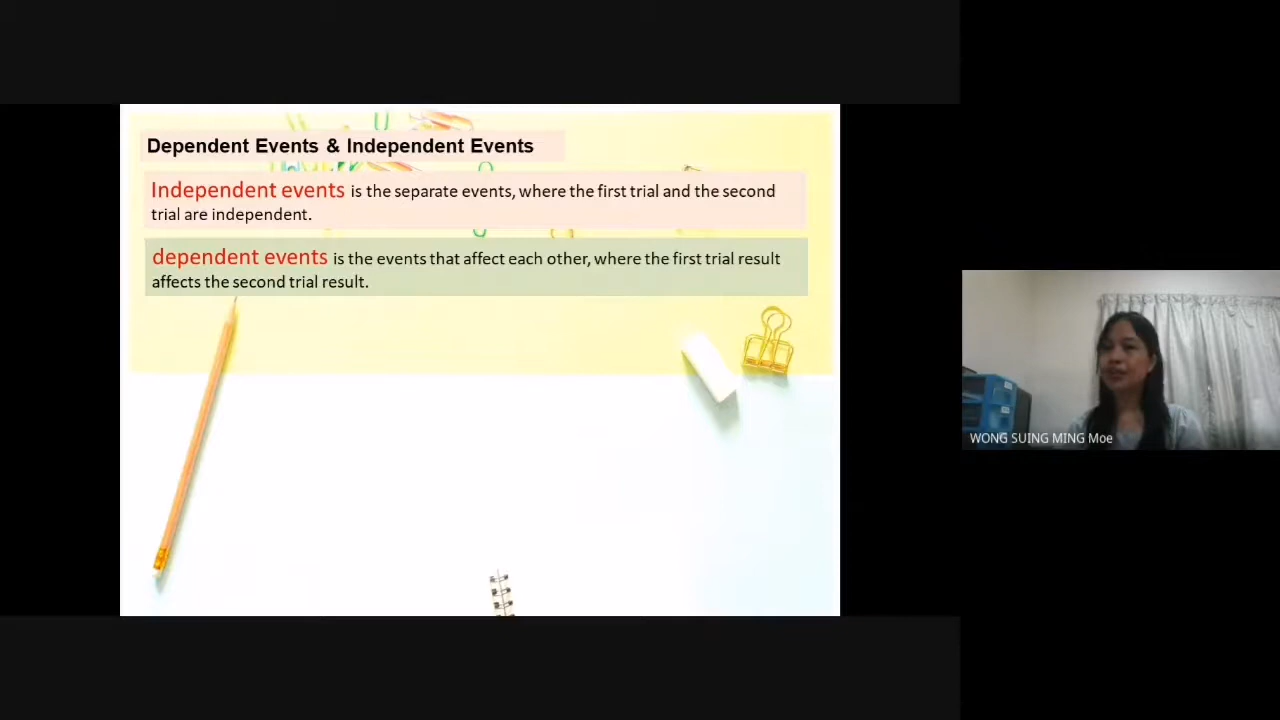 Dependent Events & Independent Events
Independent events is the separate events, where the first trial and the second
trial are independent.
dependent events is the events that affect each other, where the first trial result
affects the second trial result.
WONG SUING MING Moe